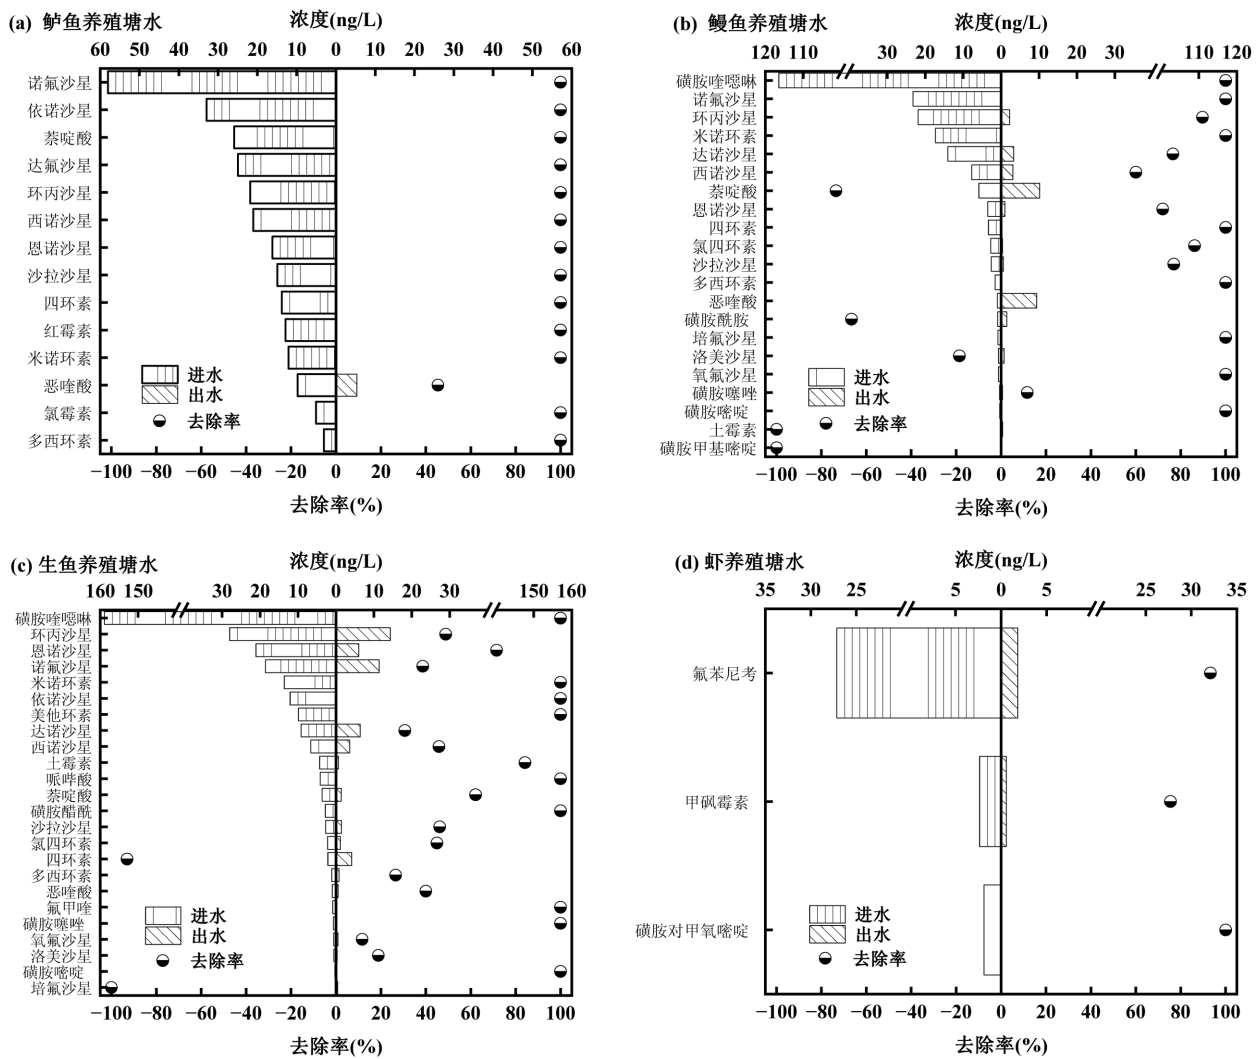 (a) 鲈鱼养殖塘水
浓度(ng/L)
60 50 40 30 20 10 0 10 20 30 40 50 60
诺氟沙星
依诺沙星
萘啶酸
达氟沙星
环丙沙星
西诺沙星
恩诺沙星
沙拉沙星
四环素
红霉素
米诺环素
恶喹酸
氯霉素
多西环素
进水
出水
去除率
−100 −80 −60 −40 −20 0 20 40 60 80 100
去除率(%)
(b) 鳗鱼养殖塘水
浓度(ng/L)
120 110 30 20 10 0 10 20 30 110 120
磺胺喹噁啉
诺氟沙星
环丙沙星
米诺环素
达诺沙星
西诺沙星
萘啶酸
恩诺沙星
四环素
氯四环素
沙拉沙星
多西环素
恶喹酸
磺胺酰胺
培氟沙星
洛美沙星
氧氟沙星
磺胺噻唑
磺胺嘧啶
土霉素
磺胺甲基嘧啶
进水
出水
去除率
−100 −80 −60 −40 −20 0 20 40 60 80 100
去除率(%)
(c) 生鱼养殖塘水
浓度(ng/L)
160 150 30 20 10 0 10 20 30 150 160
磺胺喹噁啉
环丙沙星
恩诺沙星
诺氟沙星
米诺环素
依诺沙星
美他环素
达诺沙星
西诺沙星
土霉素
哌哔酸
萘啶酸
磺胺醋酰
沙拉沙星
氯四环素
四环素
多西环素
恶喹酸
氟甲喹
磺胺噻唑
氧氟沙星
洛美沙星
磺胺嘧啶
培氟沙星
进水
出水
去除率
−100 −80 −60 −40 −20 0 20 40 60 80 100
去除率(%)
(d) 虾养殖塘水
浓度(ng/L)
35 30 25 5 0 5 25 30 35
氟苯尼考
甲砜霉素
磺胺对甲氧嘧啶
进水
出水
去除率
−100 −80 −60 −40 −20 0 20 40 60 80 100
去除率(%)